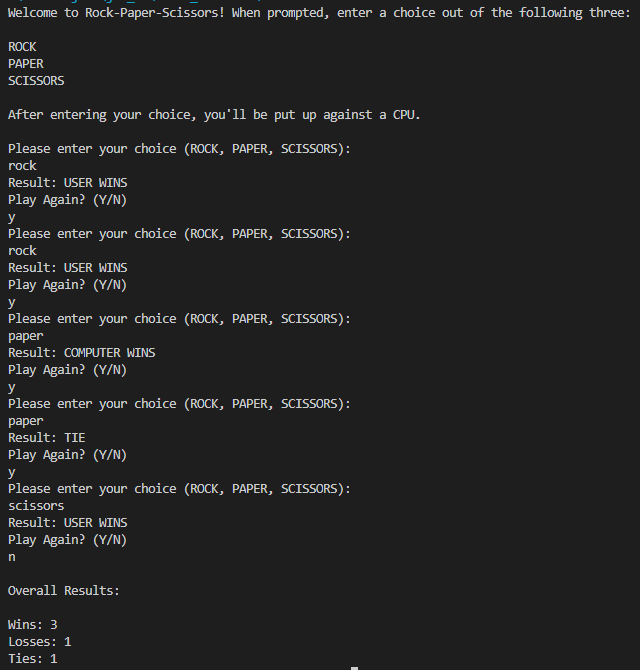 Welcome to Rock-Paper-Scissors! When prompted, enter a choice out of the following three:
ROCK
PAPER
SCISSORS
After entering your choice, you'll be put up against a CPU.
Please enter your choice (ROCK, PAPER, SCISSORS):
rock
Result: USER WINS
Play Again? (Y/N)
y
Please enter your choice (ROCK, PAPER, SCISSORS):
rock
Result: USER WINS
Play Again? (Y/N)
y
Please enter your choice (ROCK, PAPER, SCISSORS):
paper
Result: COMPUTER WINS
Play Again? (Y/N)
y
Please enter your choice (ROCK, PAPER, SCISSORS):
paper
Result: TIE
Play Again? (Y/N)
y
Please enter your choice (ROCK, PAPER, SCISSORS):
scissors
Result: USER WINS
Play Again? (Y/N)
n
Overall Results:
Wins: 3
Losses: 1
Ties: 1